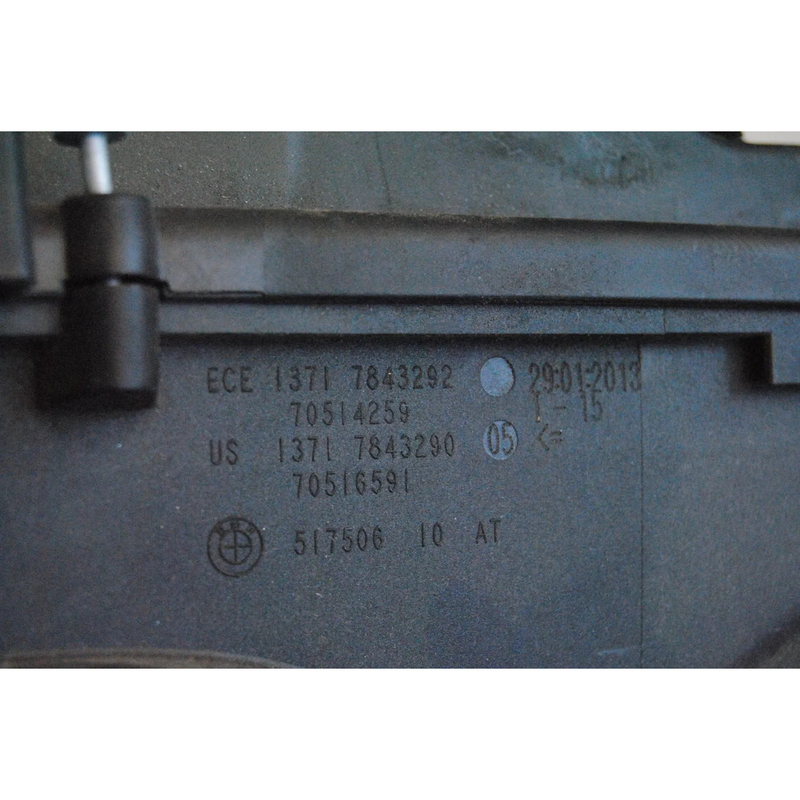 ECE 1371 7843292 29:01:2013
70514259 1 - 15
US 1371 7843290 05 <=
70516591
517506 10 AT